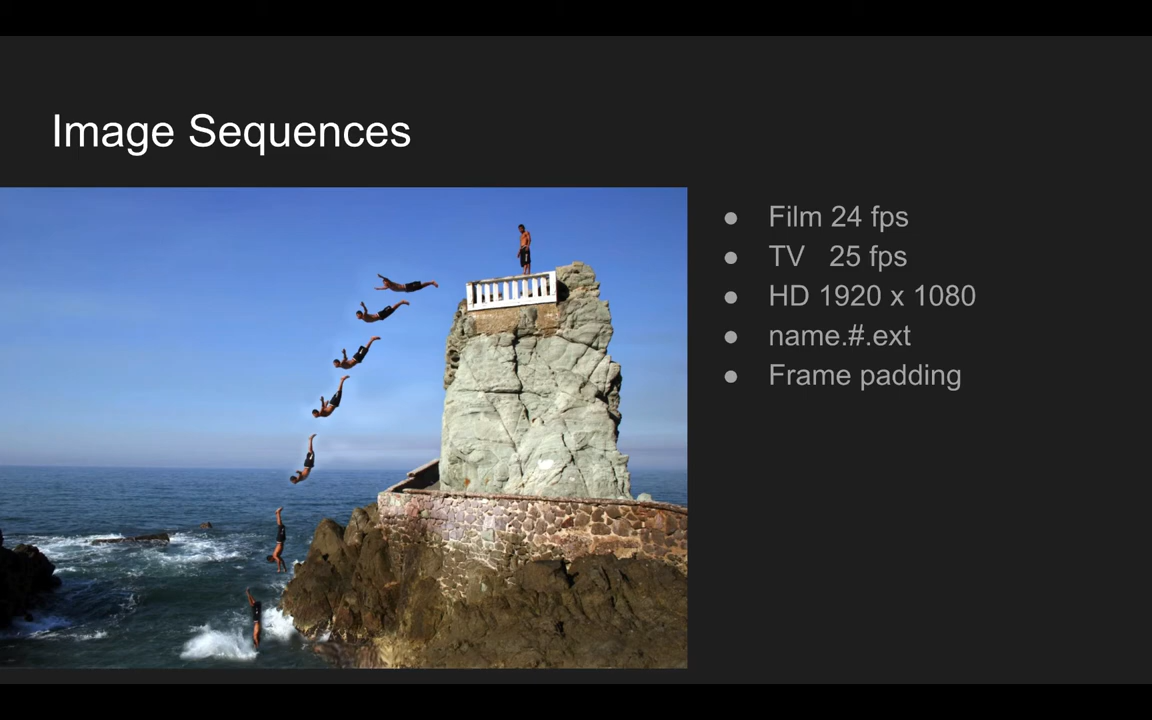 Image Sequences
● Film 24 fps
● TV   25 fps
● HD 1920 x 1080
● name.#.ext
● Frame padding